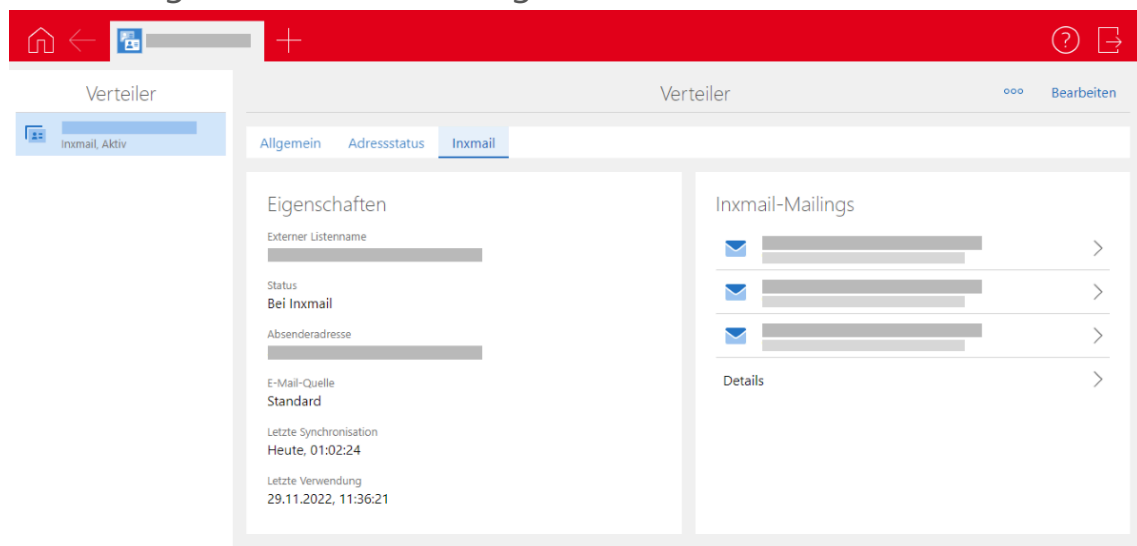 Verteiler
Inxmail, Aktiv
Verteiler
Bearbeiten
Allgemein Adressstatus Inxmail
Eigenschaften
Externer Listenname
Status
Bei Inxmail
Absenderadresse
E-Mail-Quelle
Standard
Letzte Synchronisation
Heute, 01:02:24
Letzte Verwendung
29.11.2022, 11:36:21
Inxmail-Mailings
Details